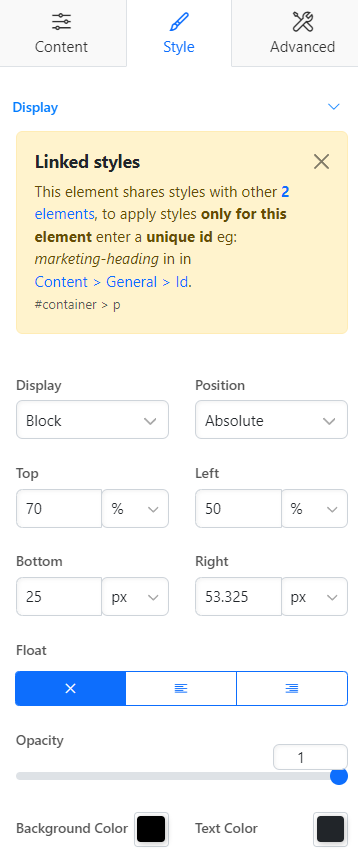 Content Style Advanced
Display
Linked styles
This element shares styles with other 2
elements, to apply styles only for this
element enter a unique id eg:
marketing-heading in in
Content > General > Id.
#container > p
Display Position
Block Absolute
Top Left
70 % 50 %
Bottom Right
25 px 53.325 px
Float
Opacity
1
Background Color Text Color